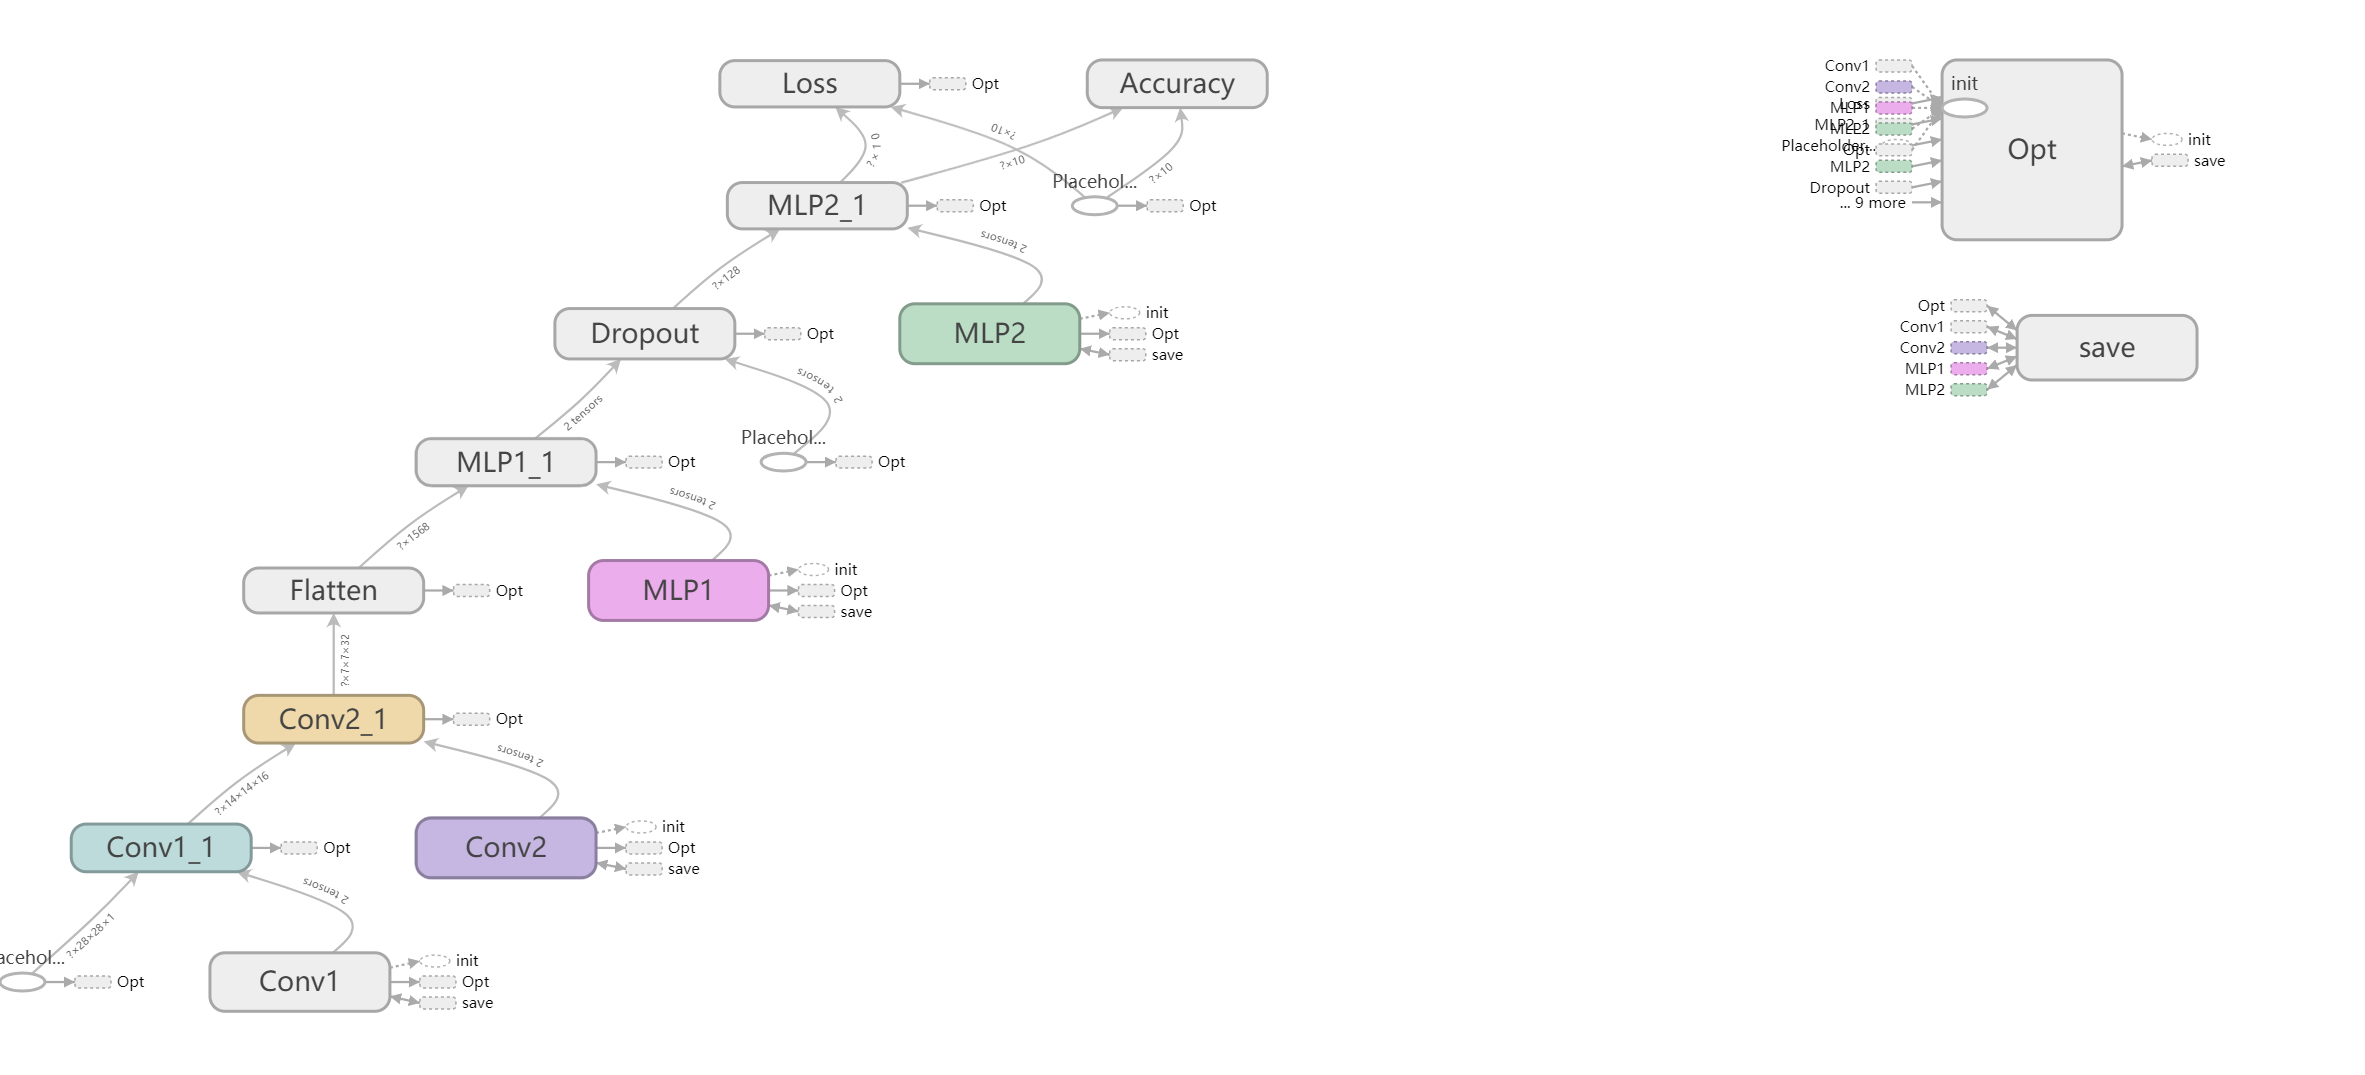 Loss
Opt
Accuracy
?×10
?×10
?×10
?×10
MLP2_1
Opt
Placehol...
Opt
?×128
2 tensors
Dropout
Opt
MLP2
init
Opt
save
2 tensors
2 tensors
MLP1_1
Opt
Placehol...
Opt
?×1568
2 tensors
Flatten
Opt
MLP1
init
Opt
save
?×7×7×32
Conv2_1
Opt
?×14×14×16
2 tensors
Conv1_1
Opt
Conv2
init
Opt
save
?×28×28×1
2 tensors
acehol...
Opt
Conv1
init
Opt
save
Conv1
Conv2
Loss
MLP1
MLP2_1
MLP2
Placeholder...
Opt
MLP2
Dropout
... 9 more
init
Opt
init
save
Opt
Conv1
Conv2
MLP1
MLP2
save